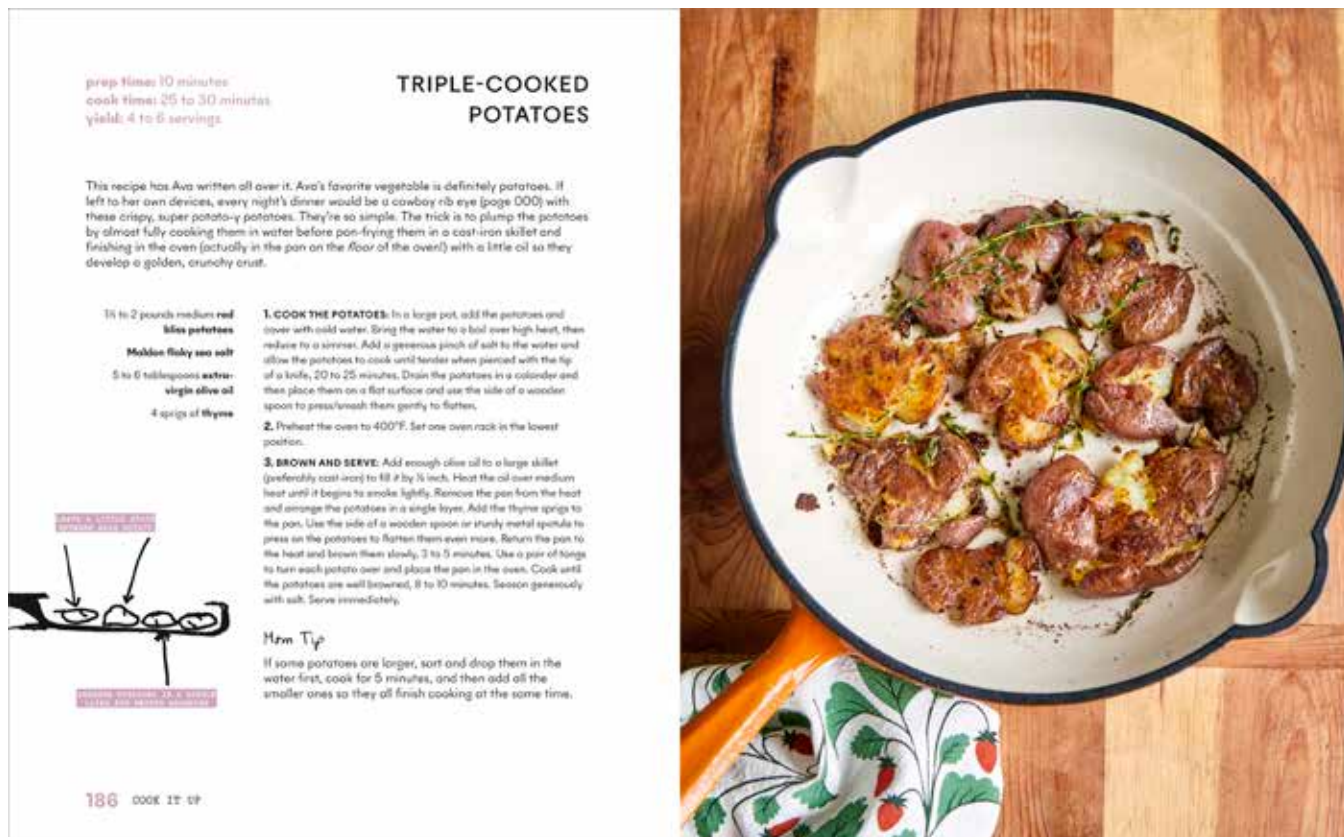 prep time: 10 minutes
cook time: 25 to 30 minutes
yield: 4 to 6 servings
TRIPLE-COOKED
POTATOES
This recipe has Ava written all over it. Ava's favorite vegetable is definitely potatoes. If
left to her own devices, every night's dinner would be a cowboy rib eye (page 000) with
these crispy, super potato-y potatoes. They're so simple. The trick is to plump the potatoes
by almost fully cooking them in water before pan-frying them in a cast-iron skillet and
finishing in the oven (actually in the pan on the floor of the oven!) with a little oil so they
develop a golden, crunchy crust.
to 2 pounds medium red
bliss potatoes
Maldon flaky sea salt
5 to 6 tablespoons extra-
virgin olive oil
4 sprigs of thyme
1. COOK THE POTATOES: In a large pot, add the potatoes and
cover with cold water. Bring the water to a boil over high heat, then
reduce to a simmer. Add a generous pinch of salt to the water and
allow the potatoes to cook until tender when pierced with the tip
of a knife, 20 to 25 minutes. Drain the potatoes in a colander and
then place them on a flat surface and use the side of a wooden
spoon to press/smash them gently to flatten.
2. Preheat the oven to 400°F. Set one oven rack in the lowest
position.
3. BROWN AND SERVE: Add enough olive oil to a large skillet
(preferably cast-iron) to fill it by inch. Heat the oil over medium
heat until it begins to smoke lightly. Remove the pan from the heat
and arrange the potatoes in a single layer. Add the thyme sprigs to
the pan. Use the side of a wooden spoon or sturdy metal spatula to
press on the potatoes to flatten them even more. Return the pan to
the heat and brown them slowly, 3 to 5 minutes. Use a pair of tongs
to turn each potato over and place the pan in the oven. Cook until
the potatoes are well browned, 8 to 10 minutes. Season generously
with salt. Serve immediately.
Mom Tip
If some potatoes are larger, sort and drop them in the
water first, cook for 5 minutes, and then add all the
smaller ones so they all finish cooking at the same time.
186 COOK IT UP